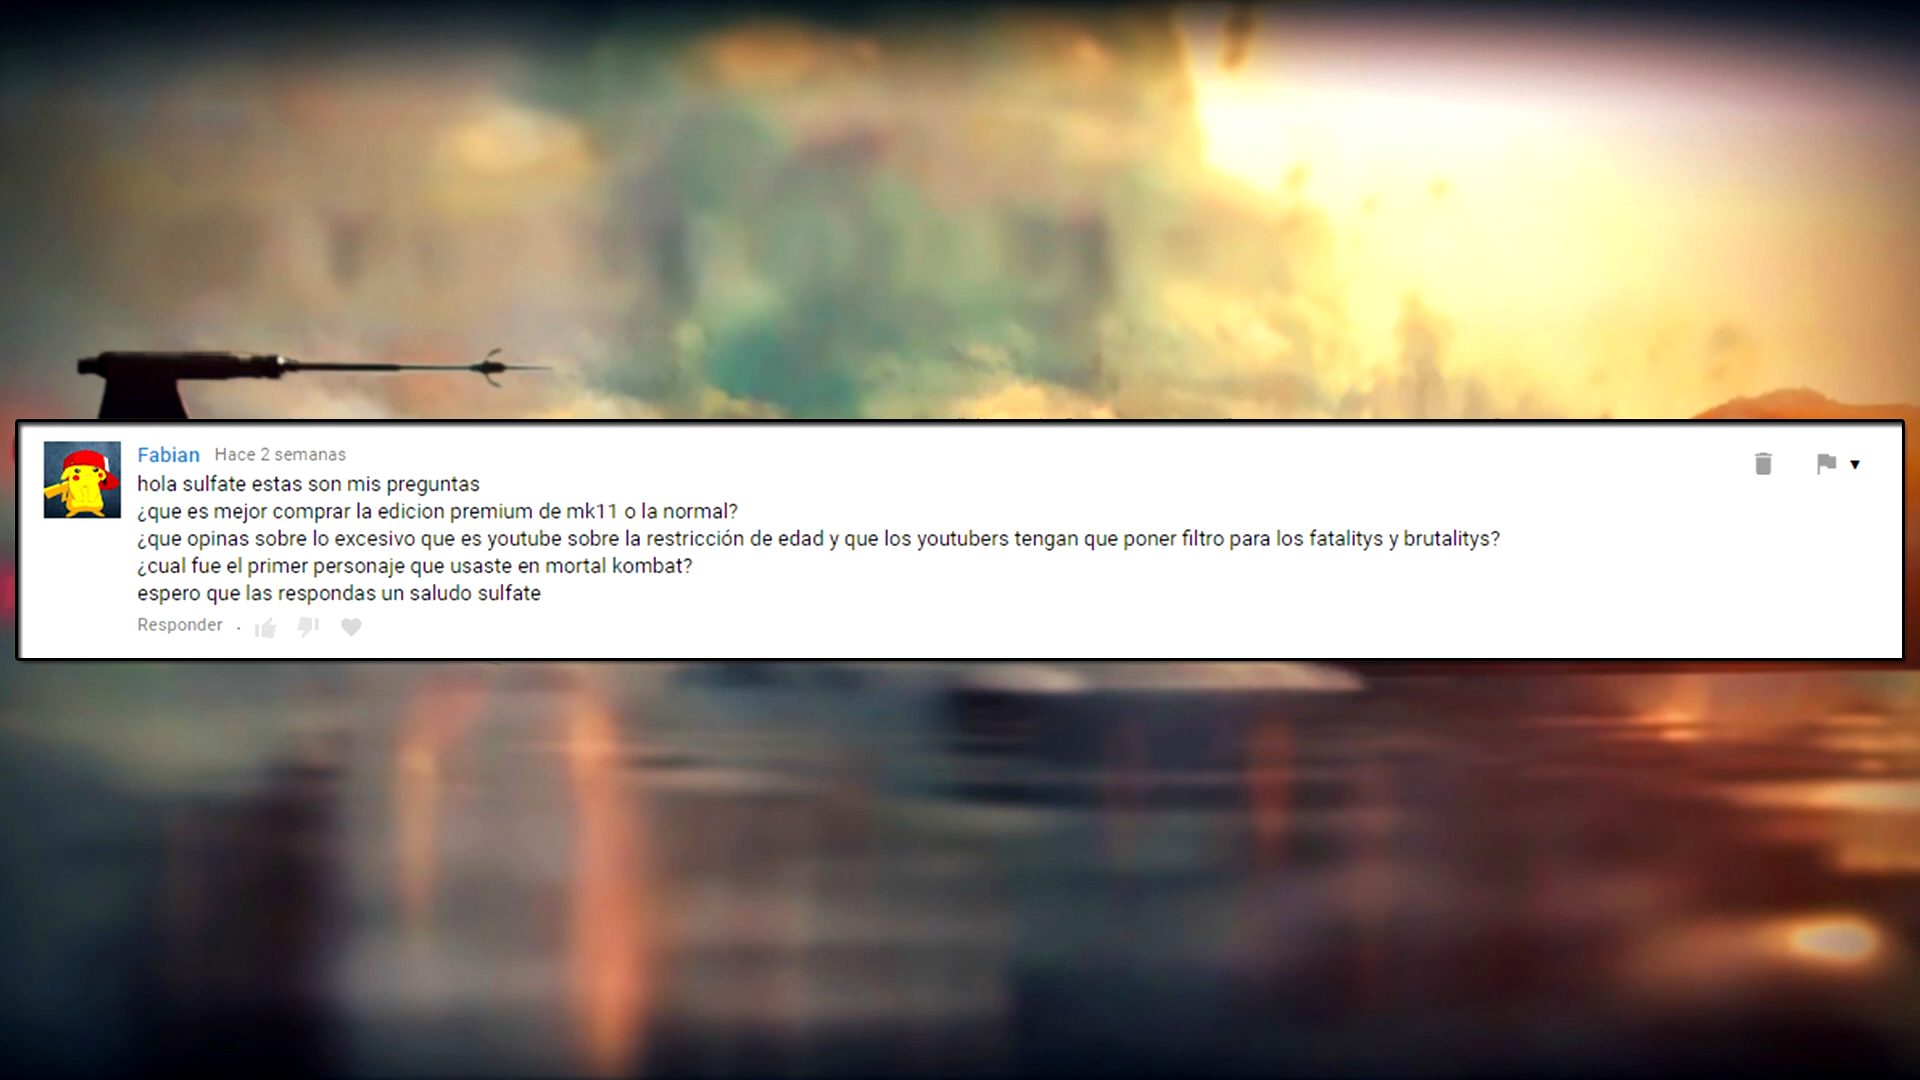 Fabian Hace 2 semanas
hola sulfate estas son mis preguntas
¿que es mejor comprar la edicion premium de mk11 o la normal?
¿que opinas sobre lo excesivo que es youtube sobre la restricción de edad y que los youtubers tengan que poner filtro para los fatalitys y brutalitys?
¿cual fue el primer personaje que usaste en mortal kombat?
espero que las respondas un saludo sulfate
Responder .